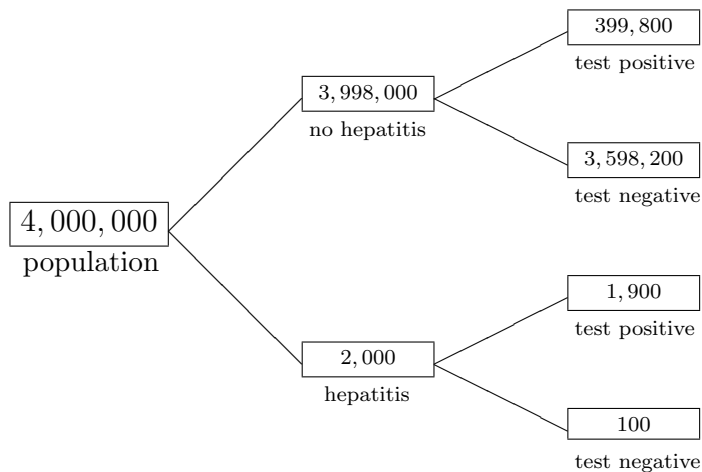 399, 800
test positive
3, 998, 000
no hepatitis
3, 598, 200
test negative
4, 000, 000
population
1, 900
test positive
2, 000
hepatitis
100
test negative